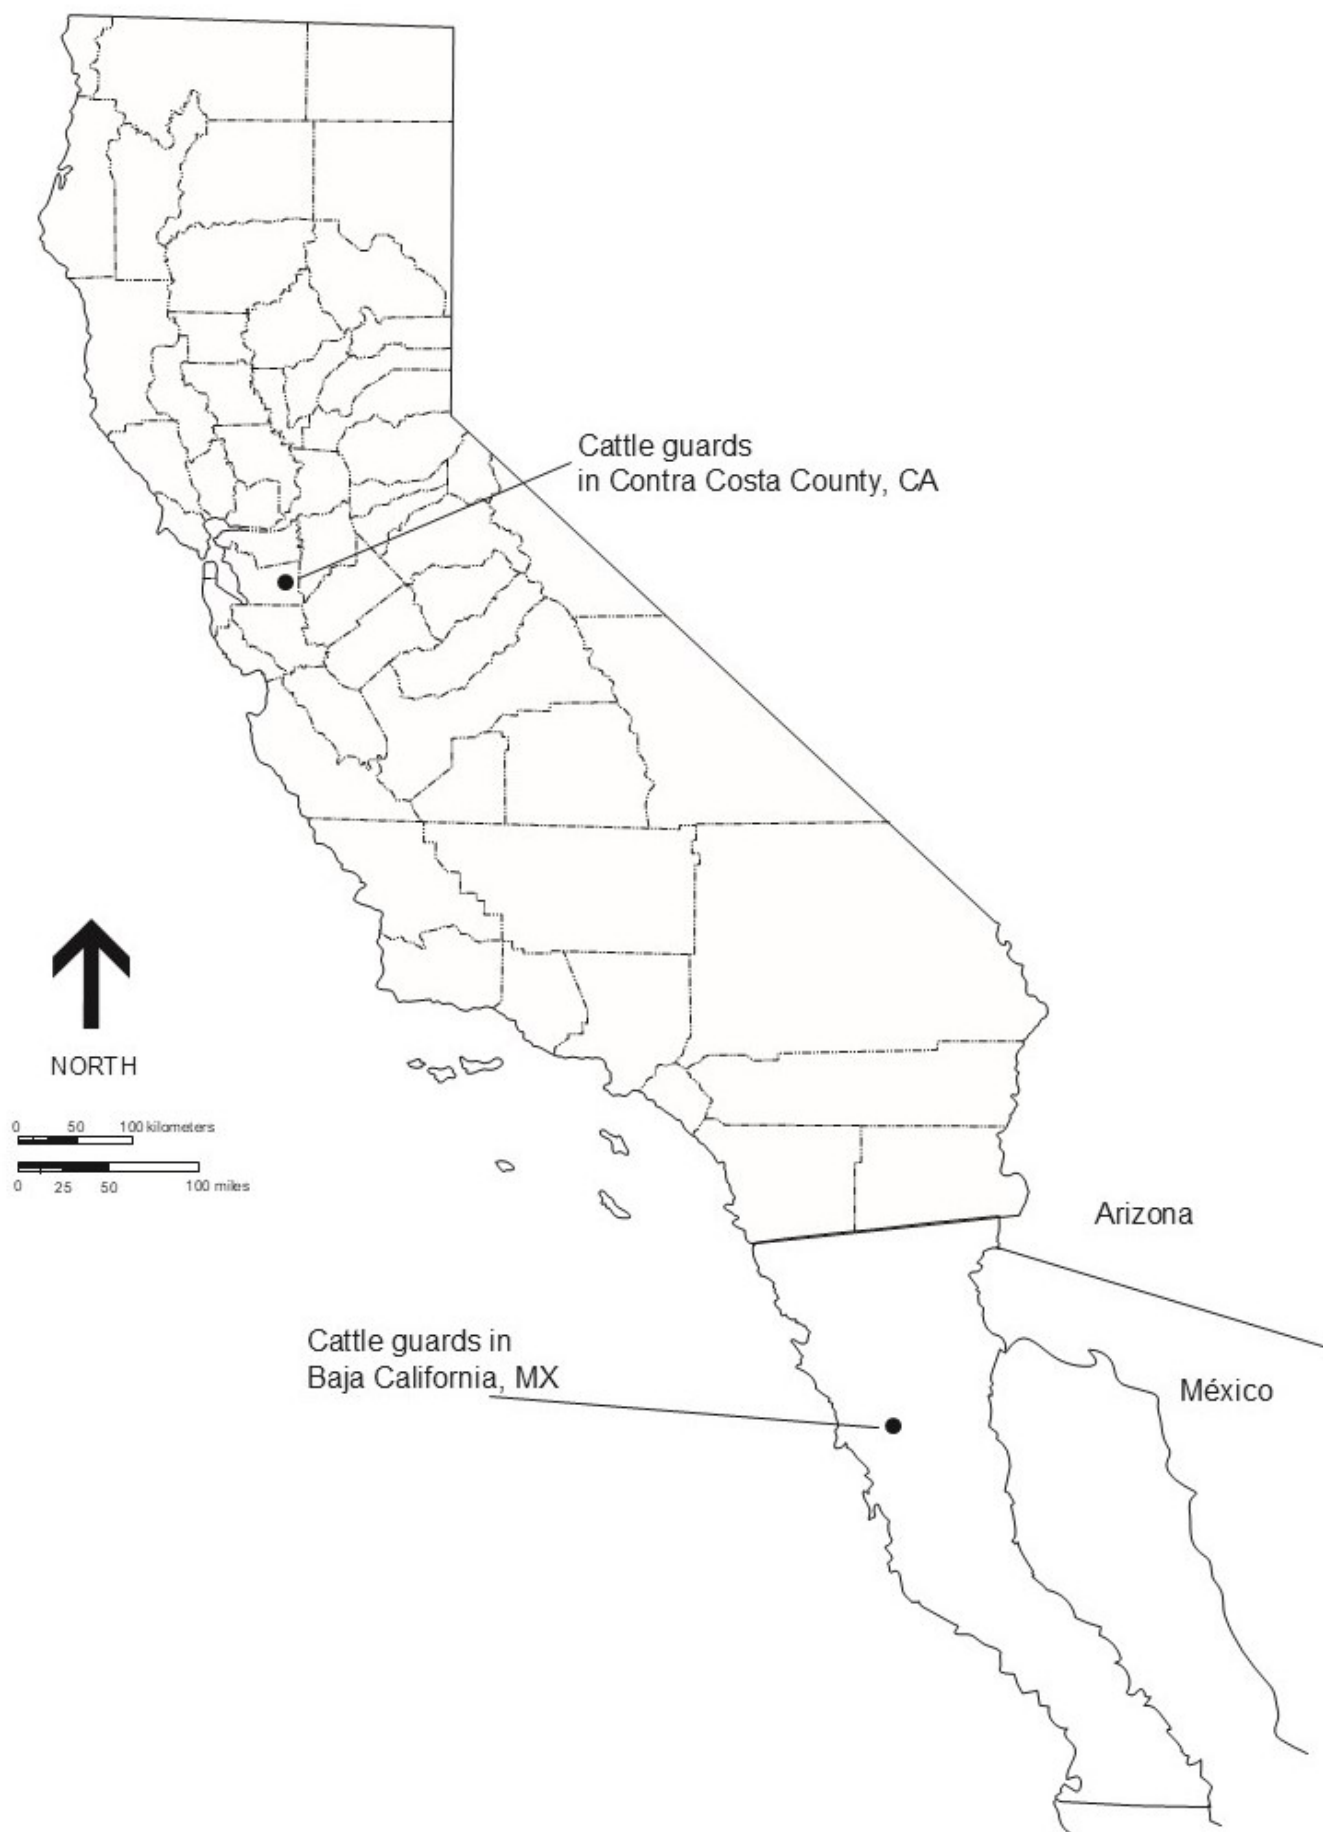 Cattle guards
in Contra Costa County, CA
NORTH
0 50 100 kilometers
0 25 50 100 miles
Arizona
Cattle guards in
Baja California, MX
México